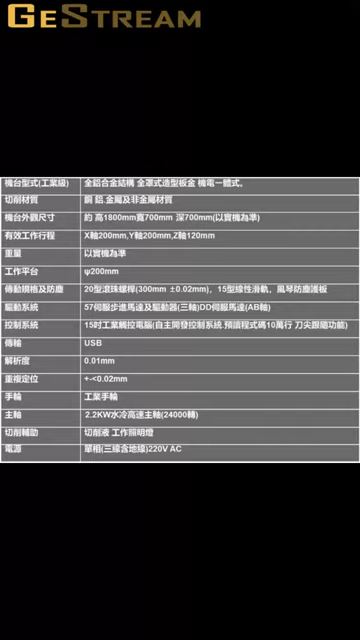 GESTREAM
機台型式(工業級) 全鋁合金結構 全罩式造型板金 機電一體式。
切削材質 銅 鋁.金屬及非金屬材質
機台外觀尺寸 約 高1800mm寬700mm 深700mm(以實機為準)
有效工作行程 X軸200mm,Y軸200mm,Z軸120mm
重量 以實機為準
工作平台 ψ200mm
傳動規格及防塵 20型滾珠螺桿(300mm ±0.02mm)，15型線性滑軌，風琴防塵護板
驅動系統 57伺服步進馬達及驅動器(三軸)DD伺服馬達(AB軸)
控制系統 15吋工業觸控電腦(自主開發控制系統.預讀程式碼10萬行 刀尖跟隨功能)
傳輸 USB
解析度 0.01mm
重複定位 +-<0.02mm
手輪 工業手輪
主軸 2.2KW水冷高速主軸(24000轉)
切削輔助 切削液 工作照明燈
電源 單相(三線含地線)220V AC